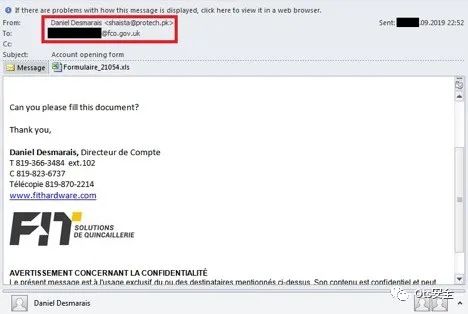 If there are problems with how this message is displayed, click here to view it in a web browser.
From: Daniel Desmarais <shaista@protech.pk> Sent: .09.2019 22:52
To: @fco.gov.uk
Cc:
Subject: Account opening form
Message Formulaire_21054.xls
Can you please fill this document?
Thank you,
Daniel Desmarais, Directeur de Compte
T 819-366-3484 ext.102
C 819-823-6737
Télécopie 819-870-2214
www.fithardware.com
FIT SOLUTIONS
DE QUINCAILLERIE
AVERTISSEMENT CONCERNANT LA CONFIDENTIALITÉ
Le présent message est à l'usage exclusif du ou des destinataires mentionnés ci-dessus. Son contenu est confidentiel et peut
Daniel Desmarais
Ots安全